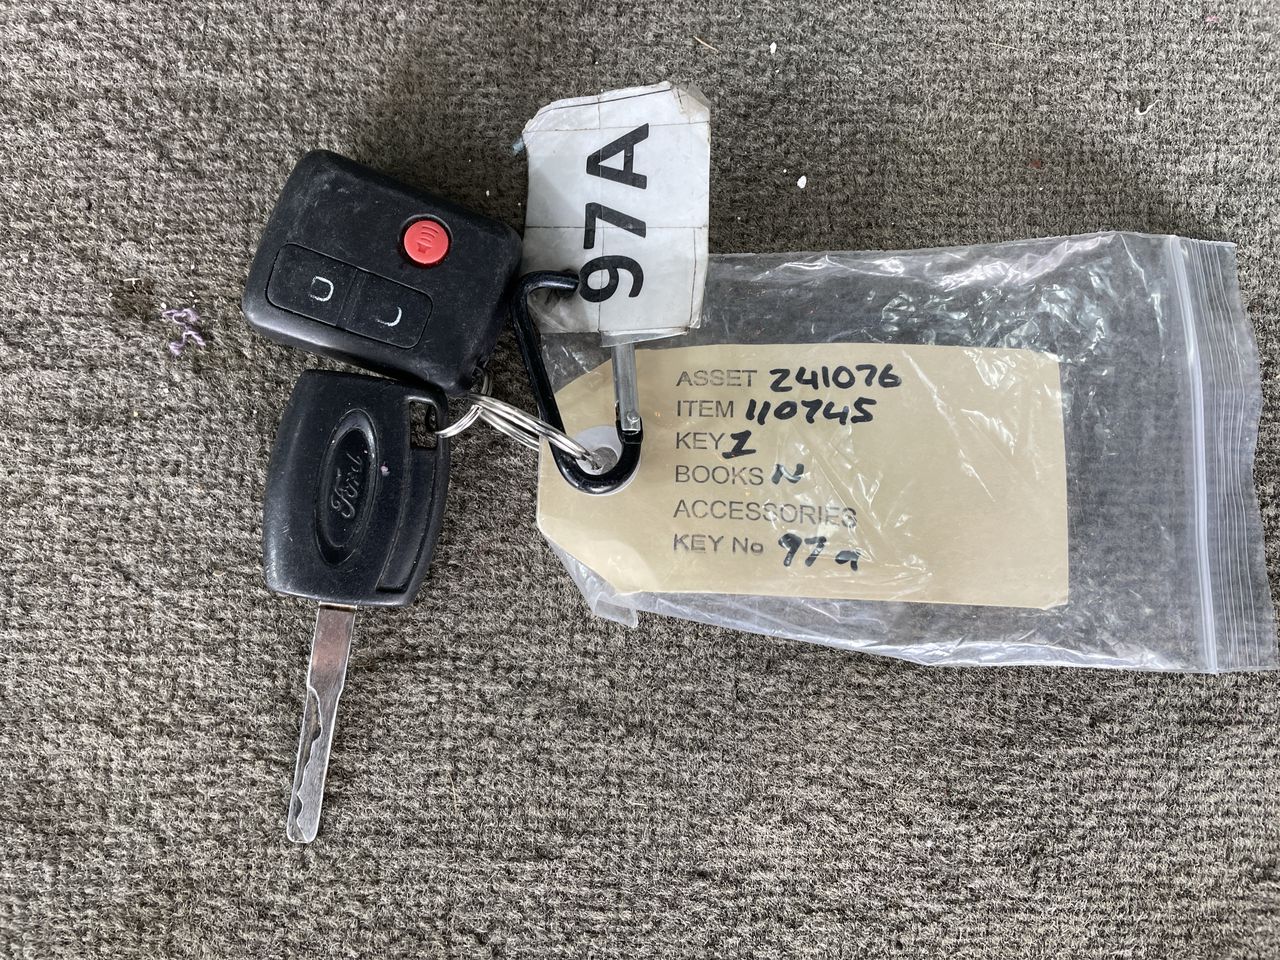 97A
Ford
ASSET 241076
ITEM 110745
KEY 1
BOOKS N
ACCESSORIES
KEY No 97a